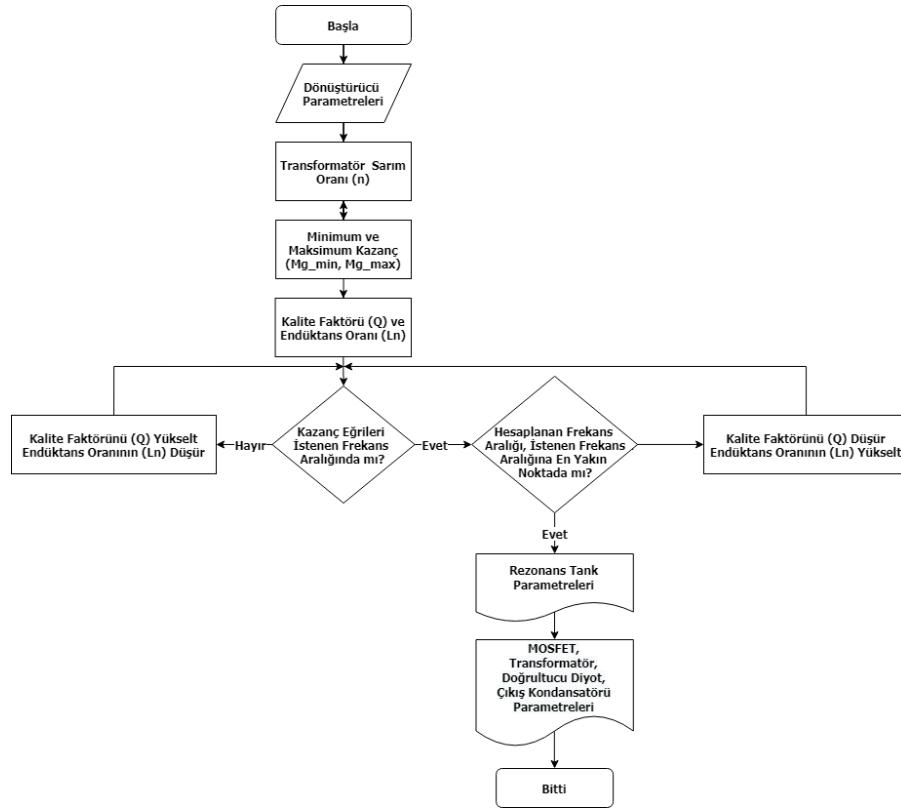 Başla
Dönüştürücü
Parametreleri
Transformatör Sarım
Oranı (n)
Minimum ve
Maksimum Kazanç
(Mg_min, Mg_max)
Kalite Faktörü (Q) ve
Endüktans Oranı (Ln)
Kalite Faktörünü (Q) Yükselt
Endüktans Oranının (Ln) Düşür
Hayır
Kazanç Eğrileri
İstenen Frekans
Aralığında mı?
Evet
Hesaplanan Frekans
Aralığı, İstenen Frekans
Aralığına En Yakın
Noktada mı?
Kalite Faktörünü (Q) Düşür
Endüktans Oranının (Ln) Yükselt
Evet
Rezonans Tank
Parametreleri
MOSFET,
Transformatör,
Doğrultucu Diyot,
Çıkış Kondansatörü
Parametreleri
Bitti